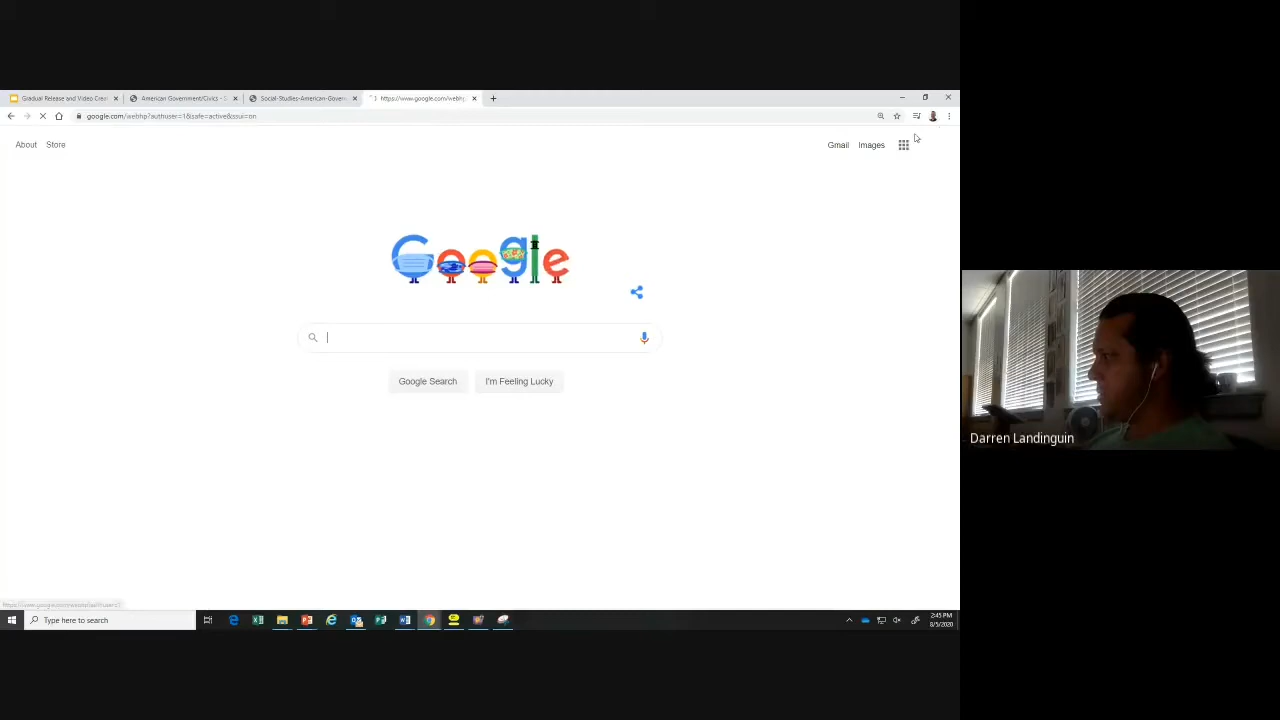 Gradual Release and Video Crea
American Government/Civics - S
Social-Studies-American-Govern
https://www.google.com/webhp
google.com/webhp?authuser=1&safe=active&ssui=on
About Store
Gmail Images
Google
Google Search I'm Feeling Lucky
Darren Landinguin
Type here to search
2:45 PM
8/5/2020